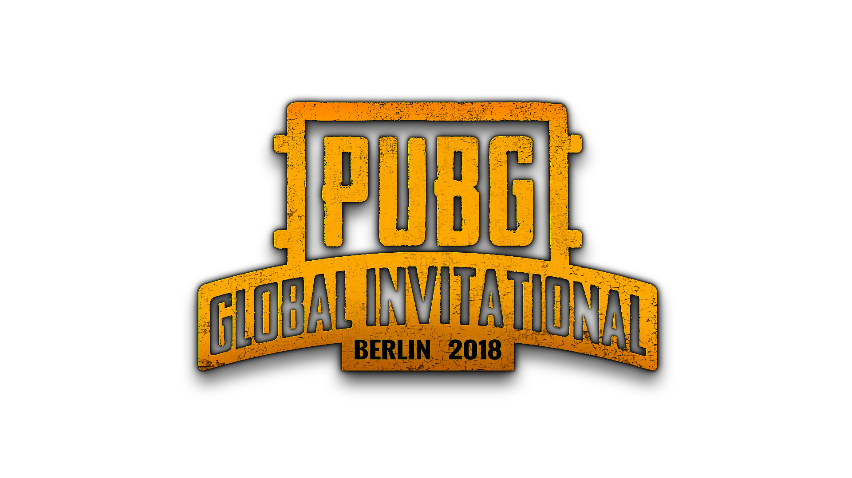 PUBG
GLOBAL INVITATIONAL
BERLIN 2018